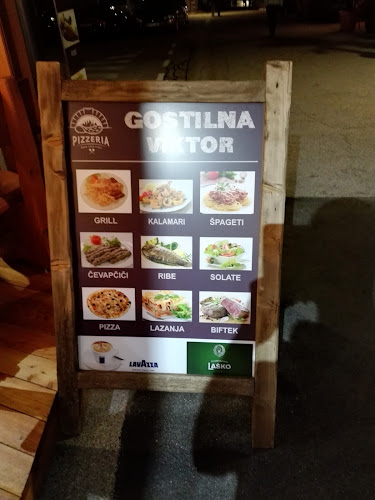 GOSTILNA
VIKTOR
PIZZERIA
GRILL
KALAMARI
ŠPAGETI
ČEVAPČIČI
RIBE
SOLATE
PIZZA
LAZANJA
BIFTEK
LAVAZZA
LAŠKO